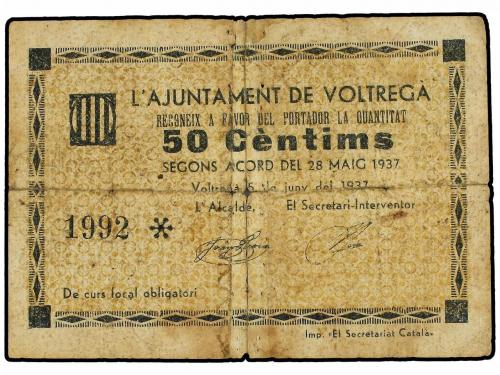 L'AJUNTAMENT DE VOLTREGÀ
RECONEIX A FAVOR DEL PORTADOR LA QUANTITAT
50 Cèntims
SEGONS ACORD DEL 28 MAIG 1937
Voltregà, 5 de juny del 1937
L'Alcalde, El Secretari-Interventor
1992 *
De curs local obligatori
Imp. «El Secretariat Català»